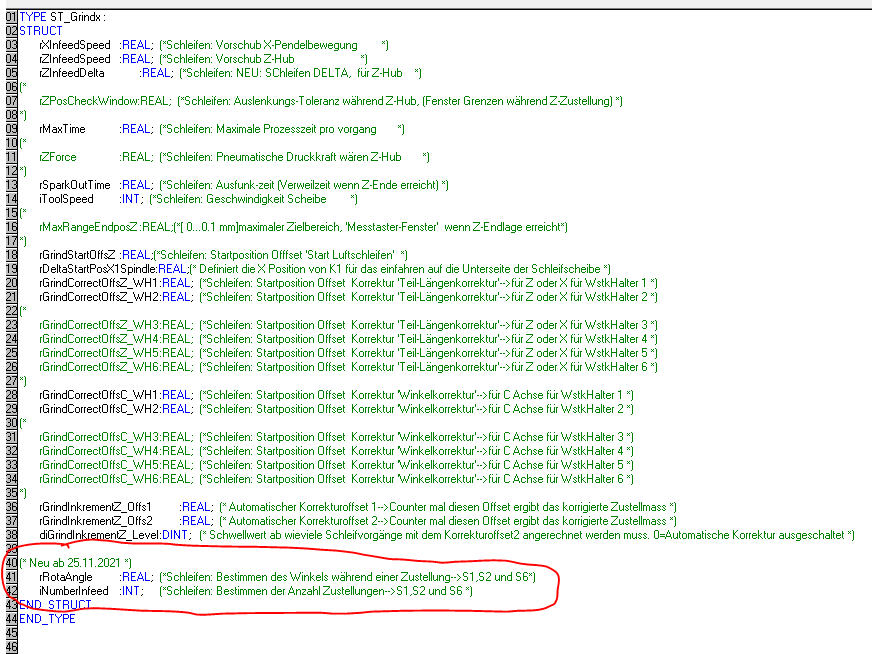 01 TYPE ST_Grindx :
02 STRUCT
03 rXInfeedSpeed :REAL; (*Schleifen: Vorschub X-Pendelbewegung *)
04 rZInfeedSpeed :REAL; (*Schleifen: Vorschub Z-Hub *)
05 rZInfeedDelta :REAL; (*Schleifen: NEU: SChleifen DELTA, für Z-Hub *)
06 (*
07 rZPosCheckWindow:REAL; (*Schleifen: Auslenkungs-Toleranz während Z-Hub, (Fenster Grenzen während Z-Zustellung) *)
08 *)
09 rMaxTime :REAL; (*Schleifen: Maximale Prozesszeit pro vorgang *)
10 (*
11 rZForce :REAL; (*Schleifen: Pneumatische Druckkraft wären Z-Hub *)
12 *)
13 rSparkOutTime :REAL; (*Schleifen: Ausfunk-zeit (Verweilzeit wenn Z-Ende erreicht) *)
14 iToolSpeed :INT; (*Schleifen: Geschwindigkeit Scheibe *)
15 (*
16 rMaxRangeEndposZ :REAL;(*[ 0...0.1 mm]maximaler Zielbereich, 'Messtaster-Fenster' wenn Z-Endlage erreicht*)
17 *)
18 rGrindStartOffsZ :REAL;(*Schleifen: Startposition Offfset 'Start Luftschleifen' *)
19 rDeltaStartPosX1Spindle:REAL;(* Definiert die X Position von K1 für das einfahren auf die Unterseite der Schleifscheibe *)
20 rGrindCorrectOffsZ_WH1:REAL; (*Schleifen: Startposition Offset Korrektur 'Teil-Längenkorrektur'-->für Z oder X für WstkHalter 1 *)
21 rGrindCorrectOffsZ_WH2:REAL; (*Schleifen: Startposition Offset Korrektur 'Teil-Längenkorrektur'-->für Z oder X für WstkHalter 2 *)
22 (*
23 rGrindCorrectOffsZ_WH3:REAL; (*Schleifen: Startposition Offset Korrektur 'Teil-Längenkorrektur'-->für Z oder X für WstkHalter 3 *)
24 rGrindCorrectOffsZ_WH4:REAL; (*Schleifen: Startposition Offset Korrektur 'Teil-Längenkorrektur'-->für Z oder X für WstkHalter 4 *)
25 rGrindCorrectOffsZ_WH5:REAL; (*Schleifen: Startposition Offset Korrektur 'Teil-Längenkorrektur'-->für Z oder X für WstkHalter 5 *)
26 rGrindCorrectOffsZ_WH6:REAL; (*Schleifen: Startposition Offset Korrektur 'Teil-Längenkorrektur'-->für Z oder X für WstkHalter 6 *)
27 *)
28 rGrindCorrectOffsC_WH1:REAL; (*Schleifen: Startposition Offset Korrektur 'Winkelkorrektur'-->für C Achse für WstkHalter 1 *)
29 rGrindCorrectOffsC_WH2:REAL; (*Schleifen: Startposition Offset Korrektur 'Winkelkorrektur'-->für C Achse für WstkHalter 2 *)
30 (*
31 rGrindCorrectOffsC_WH3:REAL; (*Schleifen: Startposition Offset Korrektur 'Winkelkorrektur'-->für C Achse für WstkHalter 3 *)
32 rGrindCorrectOffsC_WH4:REAL; (*Schleifen: Startposition Offset Korrektur 'Winkelkorrektur'-->für C Achse für WstkHalter 4 *)
33 rGrindCorrectOffsC_WH5:REAL; (*Schleifen: Startposition Offset Korrektur 'Winkelkorrektur'-->für C Achse für WstkHalter 5 *)
34 rGrindCorrectOffsC_WH6:REAL; (*Schleifen: Startposition Offset Korrektur 'Winkelkorrektur'-->für C Achse für WstkHalter 6 *)
35 *)
36 rGrindInkrementZ_Offs1 :REAL; (* Automatischer Korrekturoffset 1-->Counter mal diesen Offset ergibt das korrigierte Zustellmass *)
37 rGrindInkrementZ_Offs2 :REAL; (* Automatischer Korrekturoffset 2-->Counter mal diesen Offset ergibt das korrigierte Zustellmass *)
38 diGrindInkrementZ_Level:DINT; (* Schwellwert ab wieviele Schleifvorgänge mit dem Korrekturoffset2 angerechnet werden muss. 0=Automatische Korrektur ausgeschaltet *)
39
40 (* Neu ab 25.11.2021 *)
41 rRotaAngle :REAL; (*Schleifen: Bestimmen des Winkels während einer Zustellung-->S1,S2 und S6*)
42 iNumberInfeed :INT; (*Schleifen: Bestimmen der Anzahl Zustellungen-->S1,S2 und S6 *)
43 END_STRUCT
44 END_TYPE
45
46